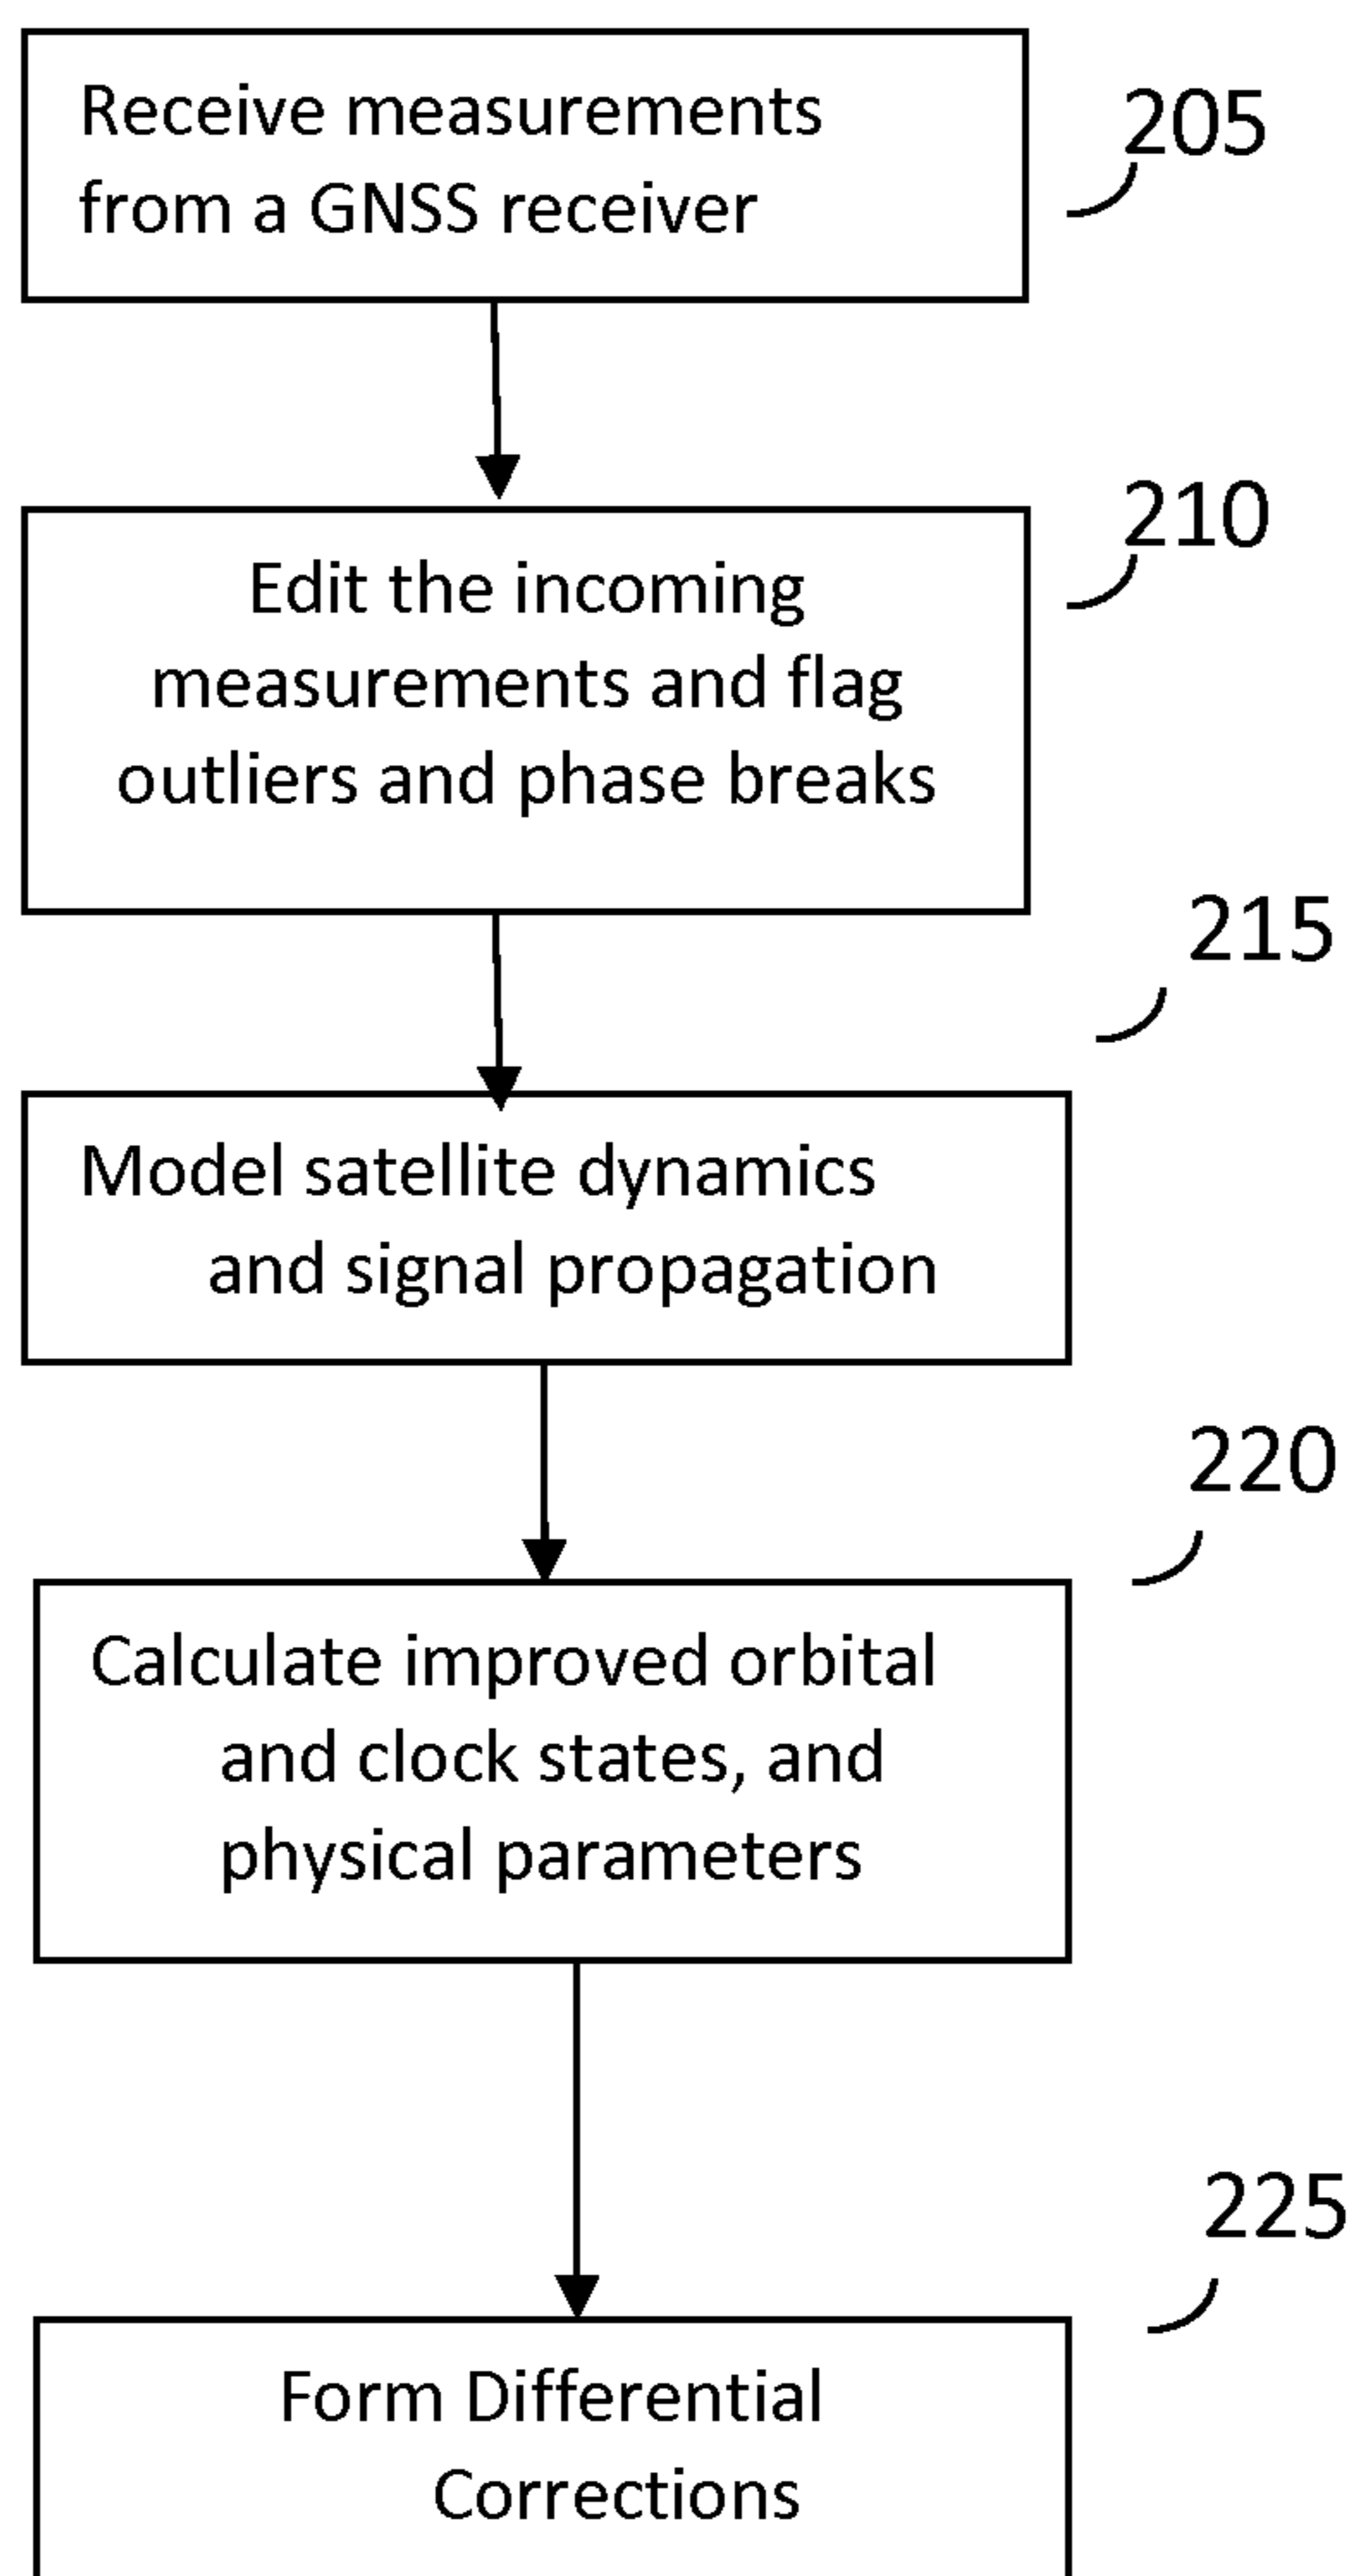 Receive measurements
from a GNSS receiver
205
Edit the incoming
measurements and flag
outliers and phase breaks
210
Model satellite dynamics
and signal propagation
215
Calculate improved orbital
and clock states, and
physical parameters
220
Form Differential
Corrections
225